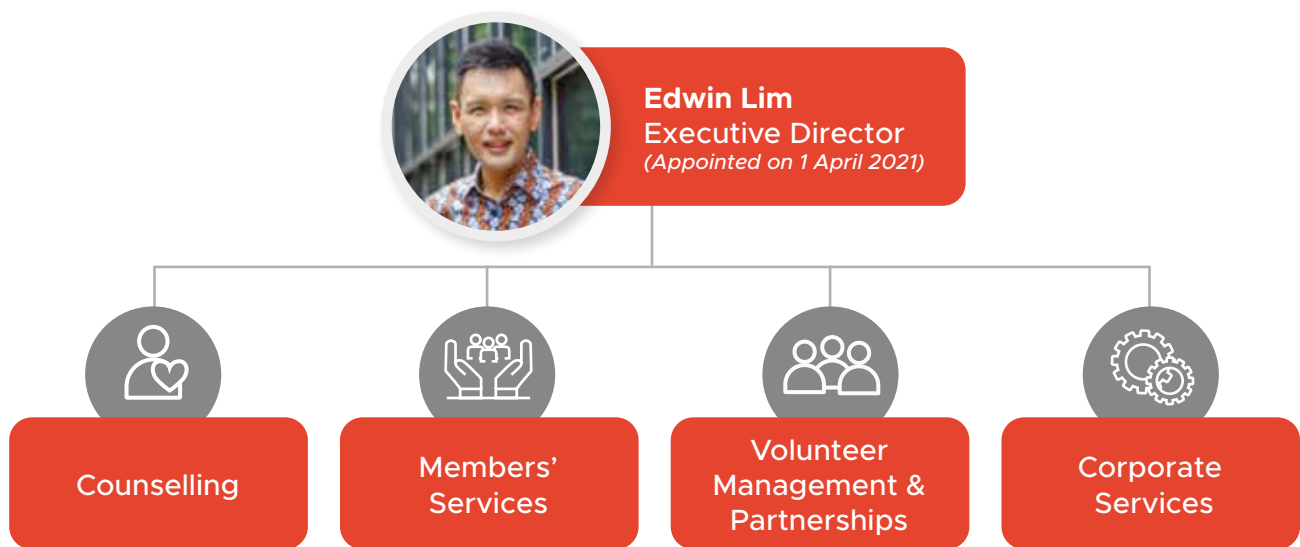 Edwin Lim
Executive Director
(Appointed on 1 April 2021)
Counselling
Members’
Services
Volunteer
Management &
Partnerships
Corporate
Services